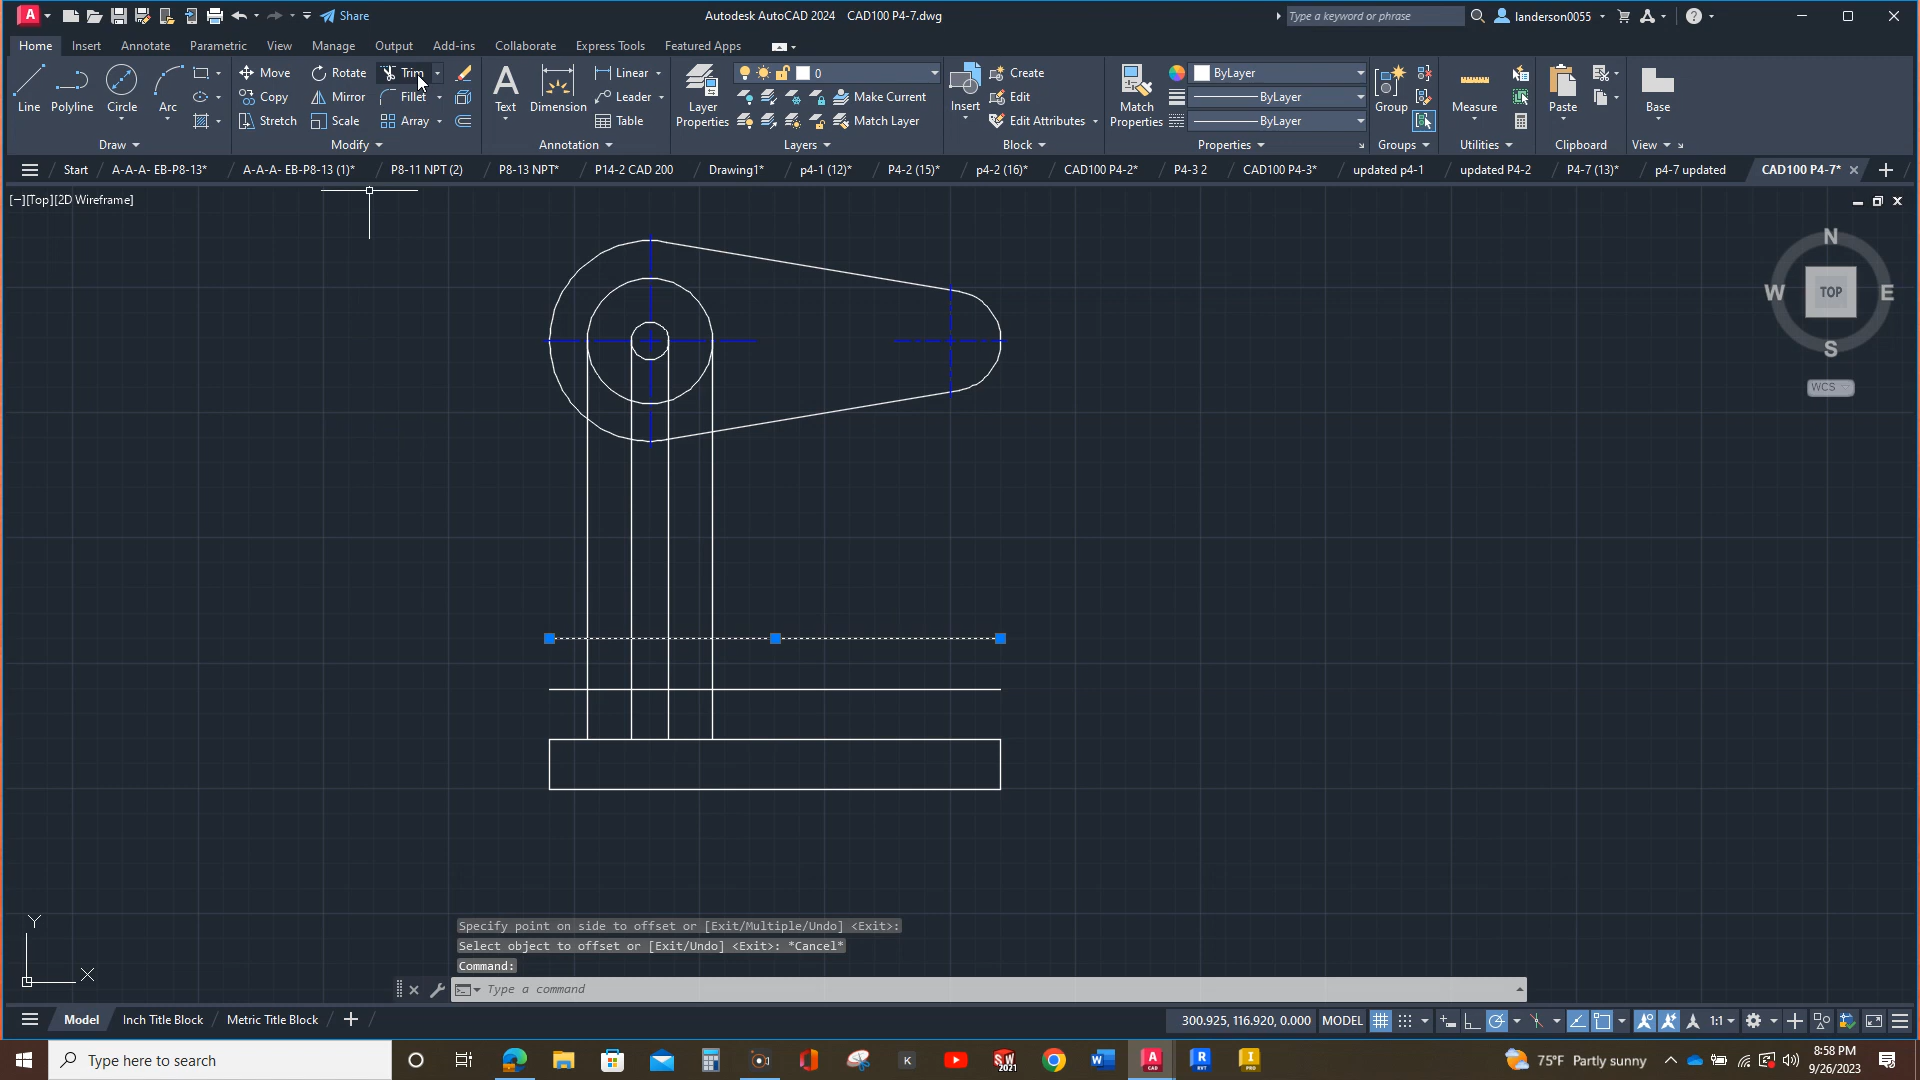 A Share Autodesk AutoCAD 2024 CAD100 P4-7.dwg Type a keyword or phrase landerson0055
Home Insert Annotate Parametric View Manage Output Add-ins Collaborate Express Tools Featured Apps
Line Polyline Circle Arc
Move Rotate Trim
Copy Mirror Fillet
Stretch Scale Array
Text Dimension
Linear
Leader
Table
Layer Properties
0
Make Current
Match Layer
Insert
Create
Edit
Edit Attributes
Match Properties
ByLayer
ByLayer
ByLayer
Group
Measure
Paste
Base
Draw Modify Annotation Layers Block Properties Groups Utilities Clipboard View
Start A-A-A- EB-P8-13* A-A-A- EB-P8-13 (1)* P8-11 NPT (2) P8-13 NPT* P14-2 CAD 200 Drawing1* p4-1 (12)* P4-2 (15)* p4-2 (16)* CAD100 P4-2* P4-3 2 CAD100 P4-3* updated p4-1 updated P4-2 P4-7 (13)* p4-7 updated CAD100 P4-7*
[−][Top][2D Wireframe]
N
W TOP E
S
WCS
Y
X
Specify point on side to offset or [Exit/Multiple/Undo] <Exit>:
Select object to offset or [Exit/Undo] <Exit>: *Cancel*
Command:
Type a command
Model Inch Title Block Metric Title Block
300.925, 116.920, 0.000 MODEL 1:1
Type here to search
75°F Partly sunny
8:58 PM
9/26/2023